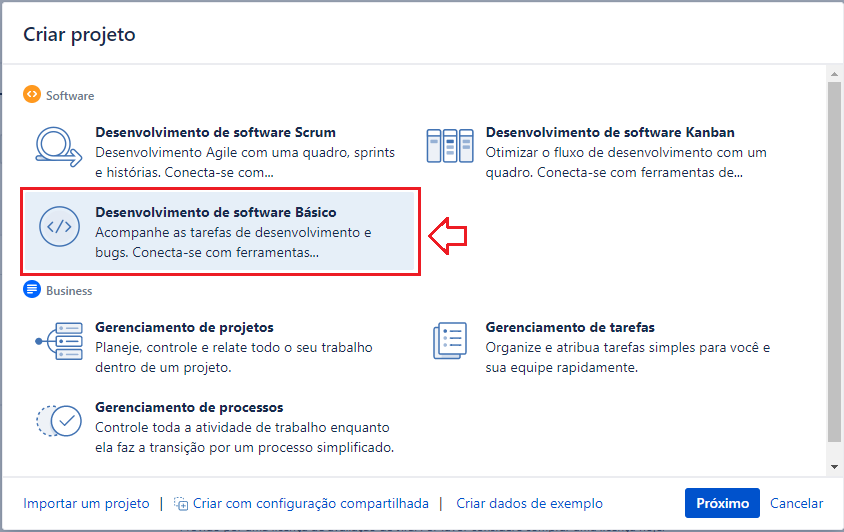 Criar projeto
Software
Desenvolvimento de software Scrum
Desenvolvimento Agile com uma quadro, sprints
e histórias. Conecta-se com...
Desenvolvimento de software Kanban
Otimizar o fluxo de desenvolvimento com um
quadro. Conecta-se com ferramentas de...
Desenvolvimento de software Básico
Acompanhe as tarefas de desenvolvimento e
bugs. Conecta-se com ferramentas...
Business
Gerenciamento de projetos
Planeje, controle e relate todo o seu trabalho
dentro de um projeto.
Gerenciamento de tarefas
Organize e atribua tarefas simples para você e
sua equipe rapidamente.
Gerenciamento de processos
Controle toda a atividade de trabalho enquanto
ela faz a transição por um processo simplificado.
Importar um projeto | Criar com configuração compartilhada | Criar dados de exemplo Próximo Cancelar